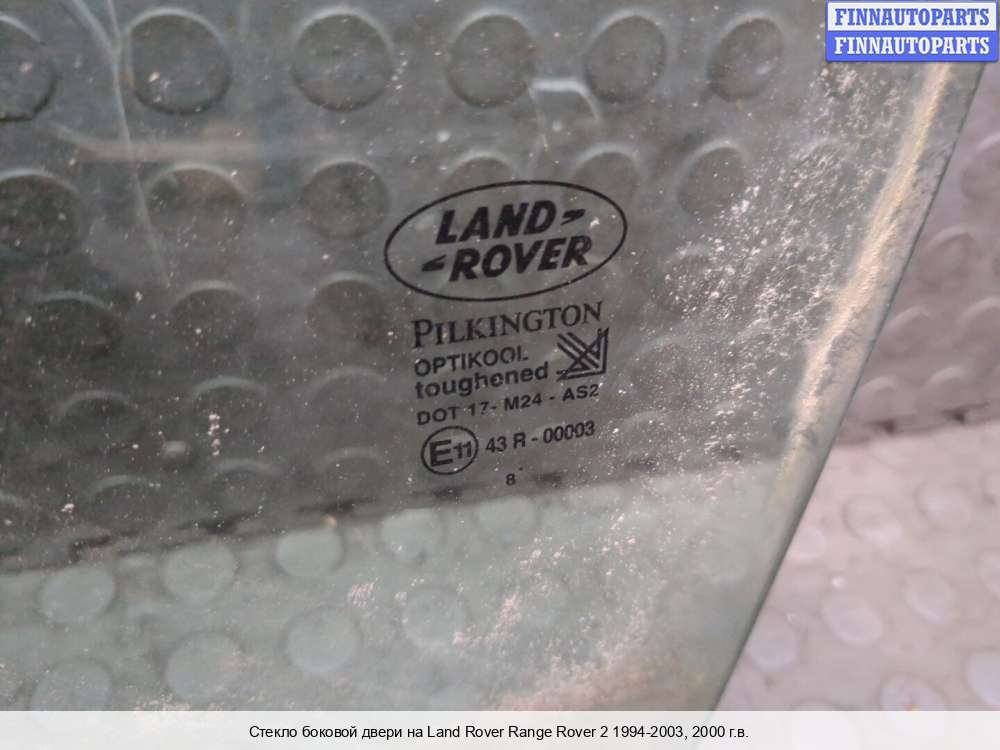 FINNAUTOPARTS
FINNAUTOPARTS
LAND-
-ROVER
PILKINGTON
OPTIKOOL
toughened
DOT 17- M24 - AS2
E11 43 R - 00003
8
Стекло боковой двери на Land Rover Range Rover 2 1994-2003, 2000 г.в.